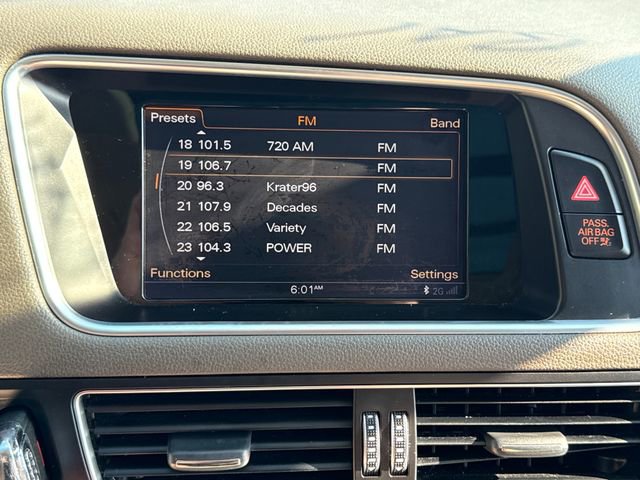 Presets FM Band
18 101.5 720 AM FM
19 106.7 FM
20 96.3 Krater96 FM
21 107.9 Decades FM
22 106.5 Variety FM
23 104.3 POWER FM
Functions Settings
6:01AM 2G
PASS.
AIR BAG
OFF